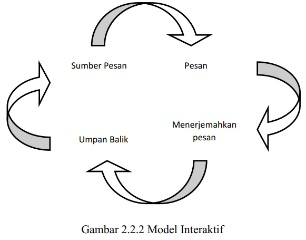 Sumber Pesan
Pesan
Menerjemahkan
pesan
Umpan Balik
Gambar 2.2.2 Model Interaktif